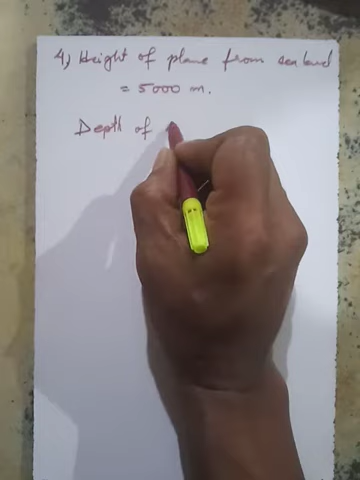 4) Height of plane from sea level
= 5000 m.
Depth of